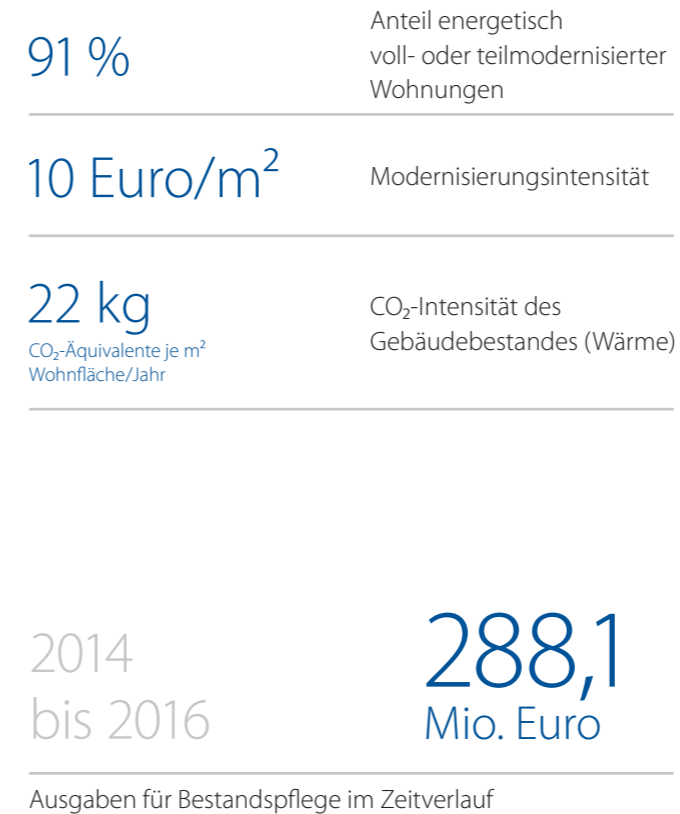 91 %
Anteil energetisch
voll- oder teilmodernisierter
Wohnungen
10 Euro/m²
Modernisierungsintensität
22 kg
CO₂-Äquivalente je m²
Wohnfläche/Jahr
CO₂-Intensität des
Gebäudebestandes (Wärme)
2014
bis 2016
288,1
Mio. Euro
Ausgaben für Bestandspflege im Zeitverlauf